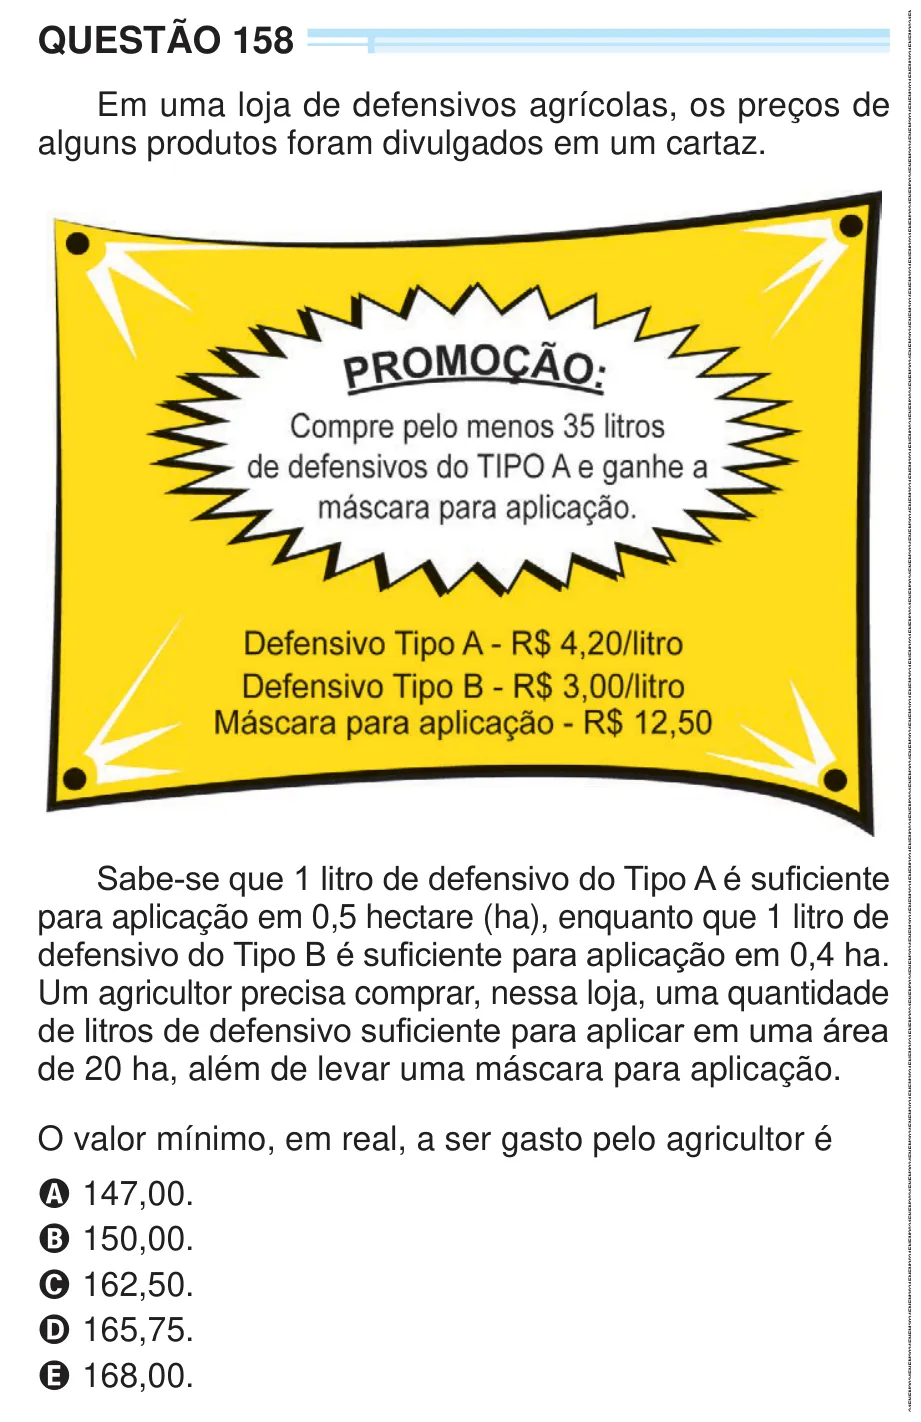 QUESTÃO 158
Em uma loja de defensivos agrícolas, os preços de
alguns produtos foram divulgados em um cartaz.
PROMOÇÃO:
Compre pelo menos 35 litros
de defensivos do TIPO A e ganhe a
máscara para aplicação.
Defensivo Tipo A - R$ 4,20/litro
Defensivo Tipo B - R$ 3,00/litro
Máscara para aplicação - R$ 12,50
Sabe-se que 1 litro de defensivo do Tipo A é suficiente
para aplicação em 0,5 hectare (ha), enquanto que 1 litro de
defensivo do Tipo B é suficiente para aplicação em 0,4 ha.
Um agricultor precisa comprar, nessa loja, uma quantidade
de litros de defensivo suficiente para aplicar em uma área
de 20 ha, além de levar uma máscara para aplicação.
O valor mínimo, em real, a ser gasto pelo agricultor é
A 147,00.
B 150,00.
C 162,50.
D 165,75.
E 168,00.